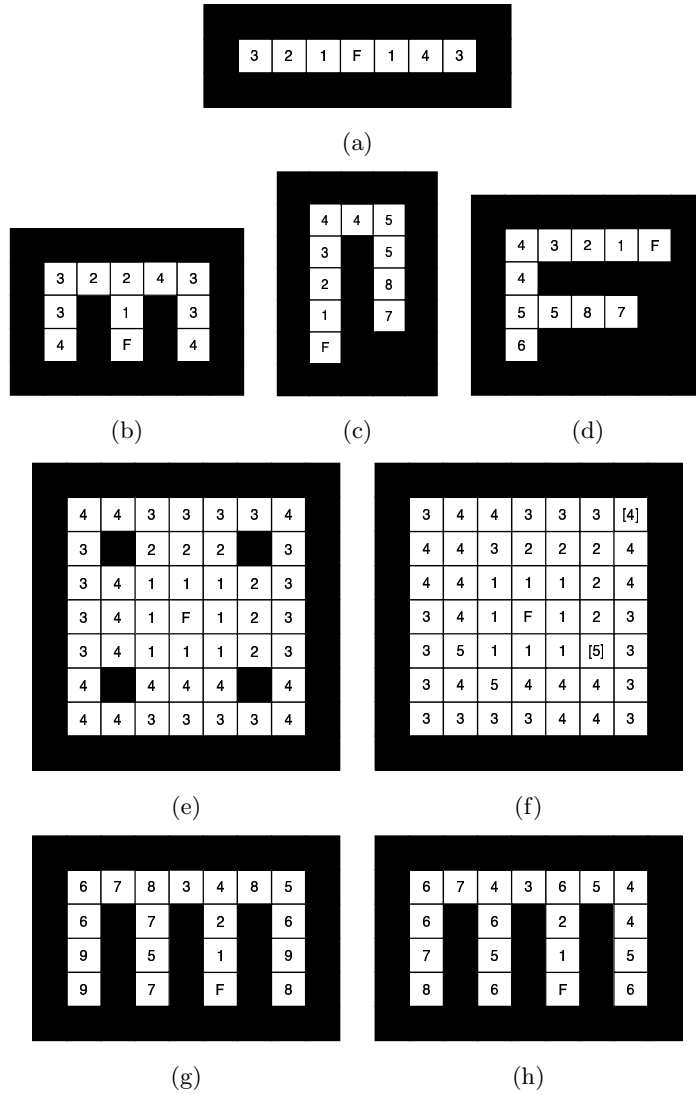 3 2 1 F 1 4 3
(a)
3 2 2 4 3
3 1 3
4 F 4
(b)
4 4 5
3 5
2 8
1 7
F
(c)
4 3 2 1 F
4
5 5 8 7
6
(d)
4 4 3 3 3 3 4
3 2 2 2 3
3 4 1 1 1 2 3
3 4 1 F 1 2 3
3 4 1 1 1 2 3
4 4 4 4 4
4 4 3 3 3 3 4
(e)
3 4 4 3 3 3 [4]
4 4 3 2 2 2 4
4 4 1 1 1 2 4
3 4 1 F 1 2 3
3 5 1 1 1 [5] 3
3 4 5 4 4 4 3
3 3 3 3 4 4 3
(f)
6 7 8 3 4 8 5
6 7 2 6
9 5 1 9
9 7 F 8
(g)
6 7 4 3 6 5 4
6 6 2 4
7 5 1 5
8 6 F 6
(h)